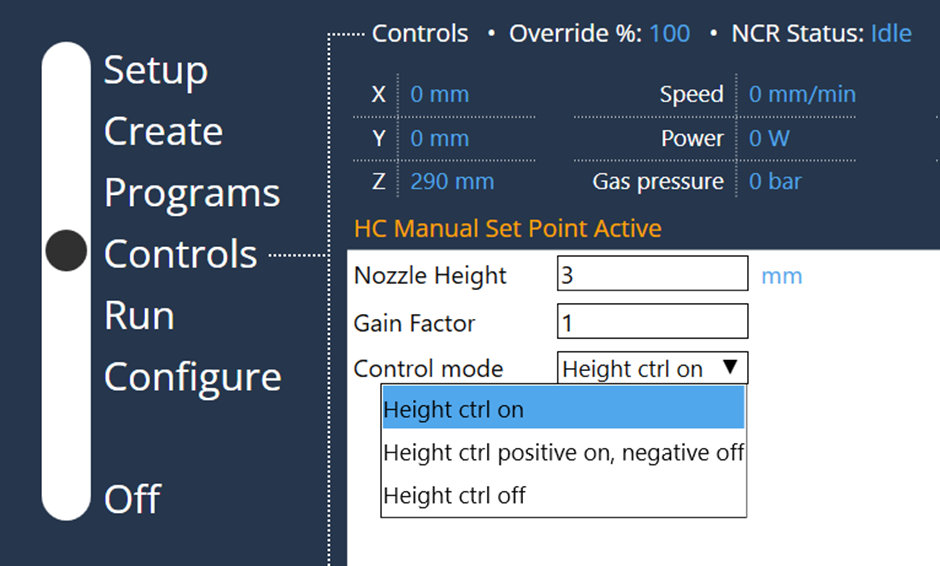 Setup
Create
Programs
Controls
Run
Configure
Off
Controls • Override %: 100 • NCR Status: Idle
X 0 mm Speed 0 mm/min
Y 0 mm Power 0 W
Z 290 mm Gas pressure 0 bar
HC Manual Set Point Active
Nozzle Height 3 mm
Gain Factor 1
Control mode Height ctrl on ▼
Height ctrl on
Height ctrl positive on, negative off
Height ctrl off